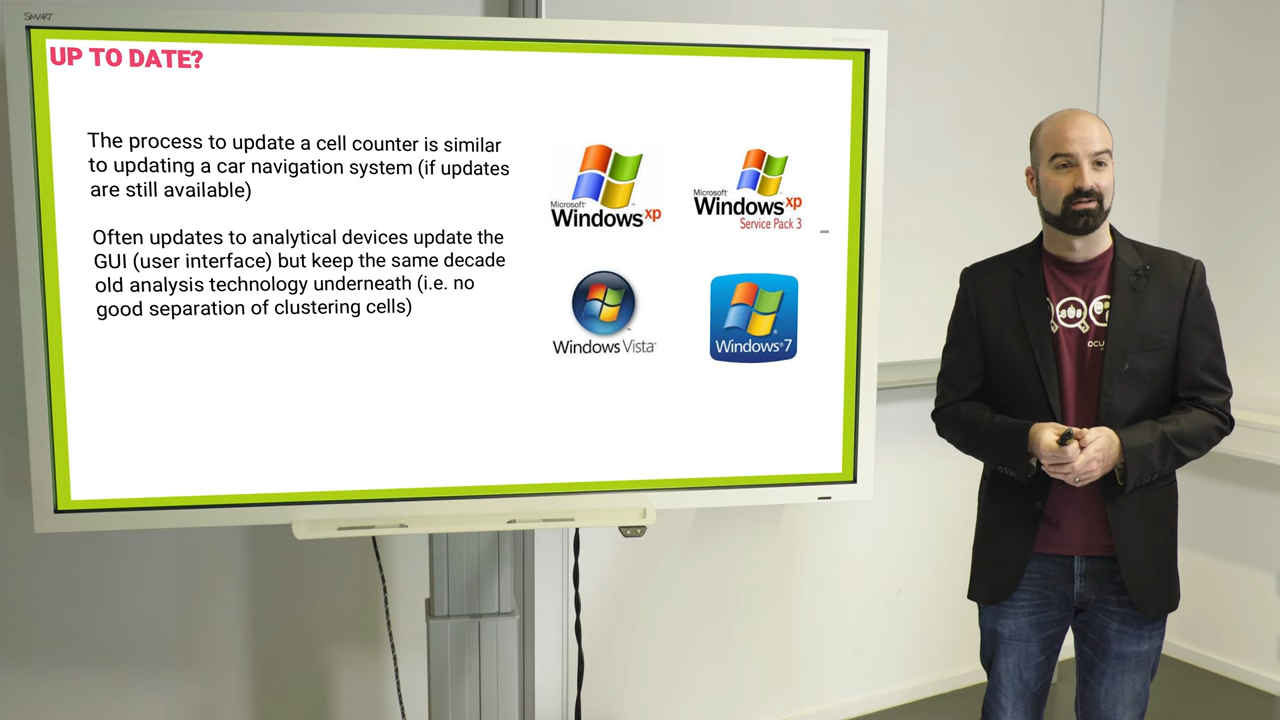 SMART
UP TO DATE?
The process to update a cell counter is similar
to updating a car navigation system (if updates
are still available)
Often updates to analytical devices update the
GUI (user interface) but keep the same decade
old analysis technology underneath (i.e. no
good separation of clustering cells)
Microsoft
Windows xp
Microsoft
Windows xp
Service Pack 3
Windows Vista
Windows 7
OCU